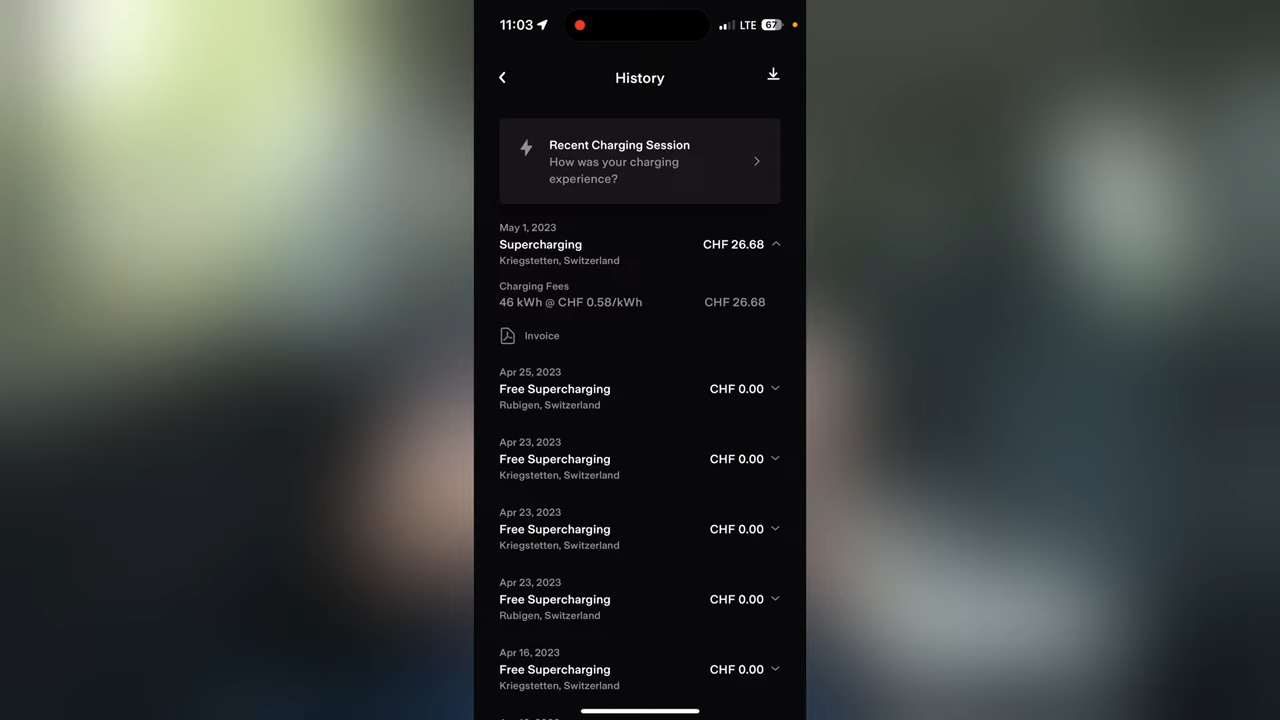 11:03
LTE
67
History
Recent Charging Session
How was your charging
experience?
May 1, 2023
Supercharging
CHF 26.68
Kriegstetten, Switzerland
Charging Fees
46 kWh @ CHF 0.58/kWh
CHF 26.68
Invoice
Apr 25, 2023
Free Supercharging
CHF 0.00
Rubigen, Switzerland
Apr 23, 2023
Free Supercharging
CHF 0.00
Kriegstetten, Switzerland
Apr 23, 2023
Free Supercharging
CHF 0.00
Kriegstetten, Switzerland
Apr 23, 2023
Free Supercharging
CHF 0.00
Rubigen, Switzerland
Apr 16, 2023
Free Supercharging
CHF 0.00
Kriegstetten, Switzerland